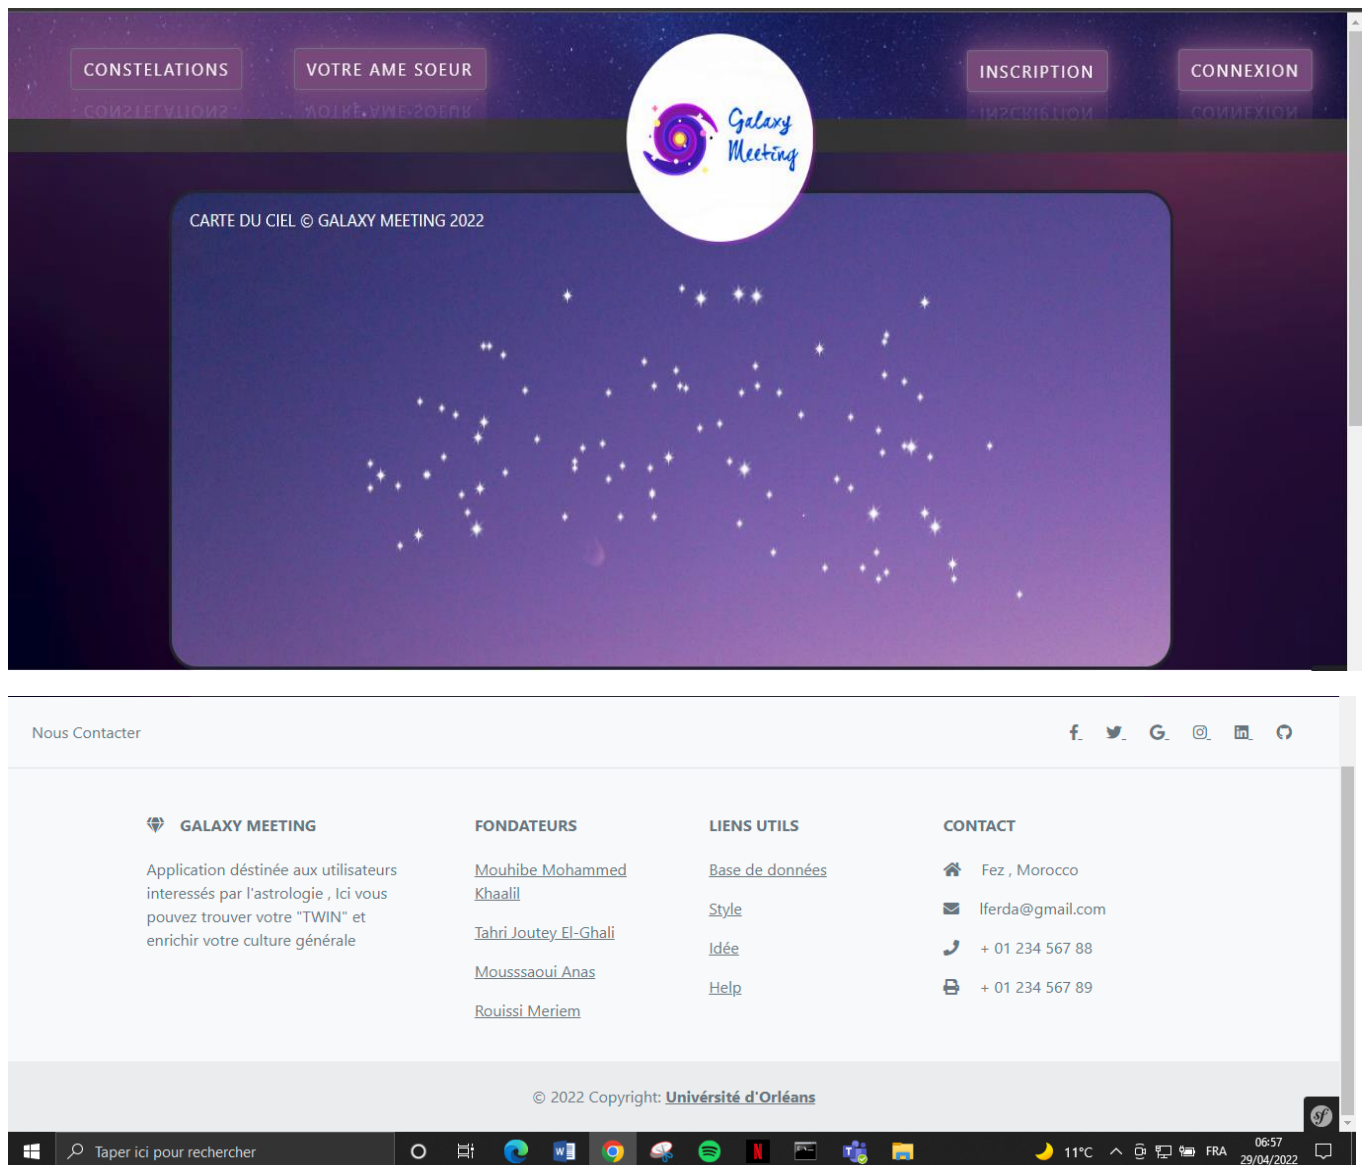 CONSTELATIONS
VOTRE AME SOEUR
INSCRIPTION
CONNEXION
Galaxy
Meeting
CARTE DU CIEL © GALAXY MEETING 2022
Nous Contacter
GALAXY MEETING
Application déstinée aux utilisateurs
interessés par l'astrologie , Ici vous
pouvez trouver votre "TWIN" et
enrichir votre culture générale
FONDATEURS
Mouhibe Mohammed
Khaalil
Tahri Joutey El-Ghali
Mousssaoui Anas
Rouissi Meriem
LIENS UTILS
Base de données
Style
Idée
Help
CONTACT
Fez , Morocco
lferda@gmail.com
+ 01 234 567 88
+ 01 234 567 89
© 2022 Copyright: Univérsité d'Orléans
sf
Taper ici pour rechercher
11°C
FRA
06:57
29/04/2022